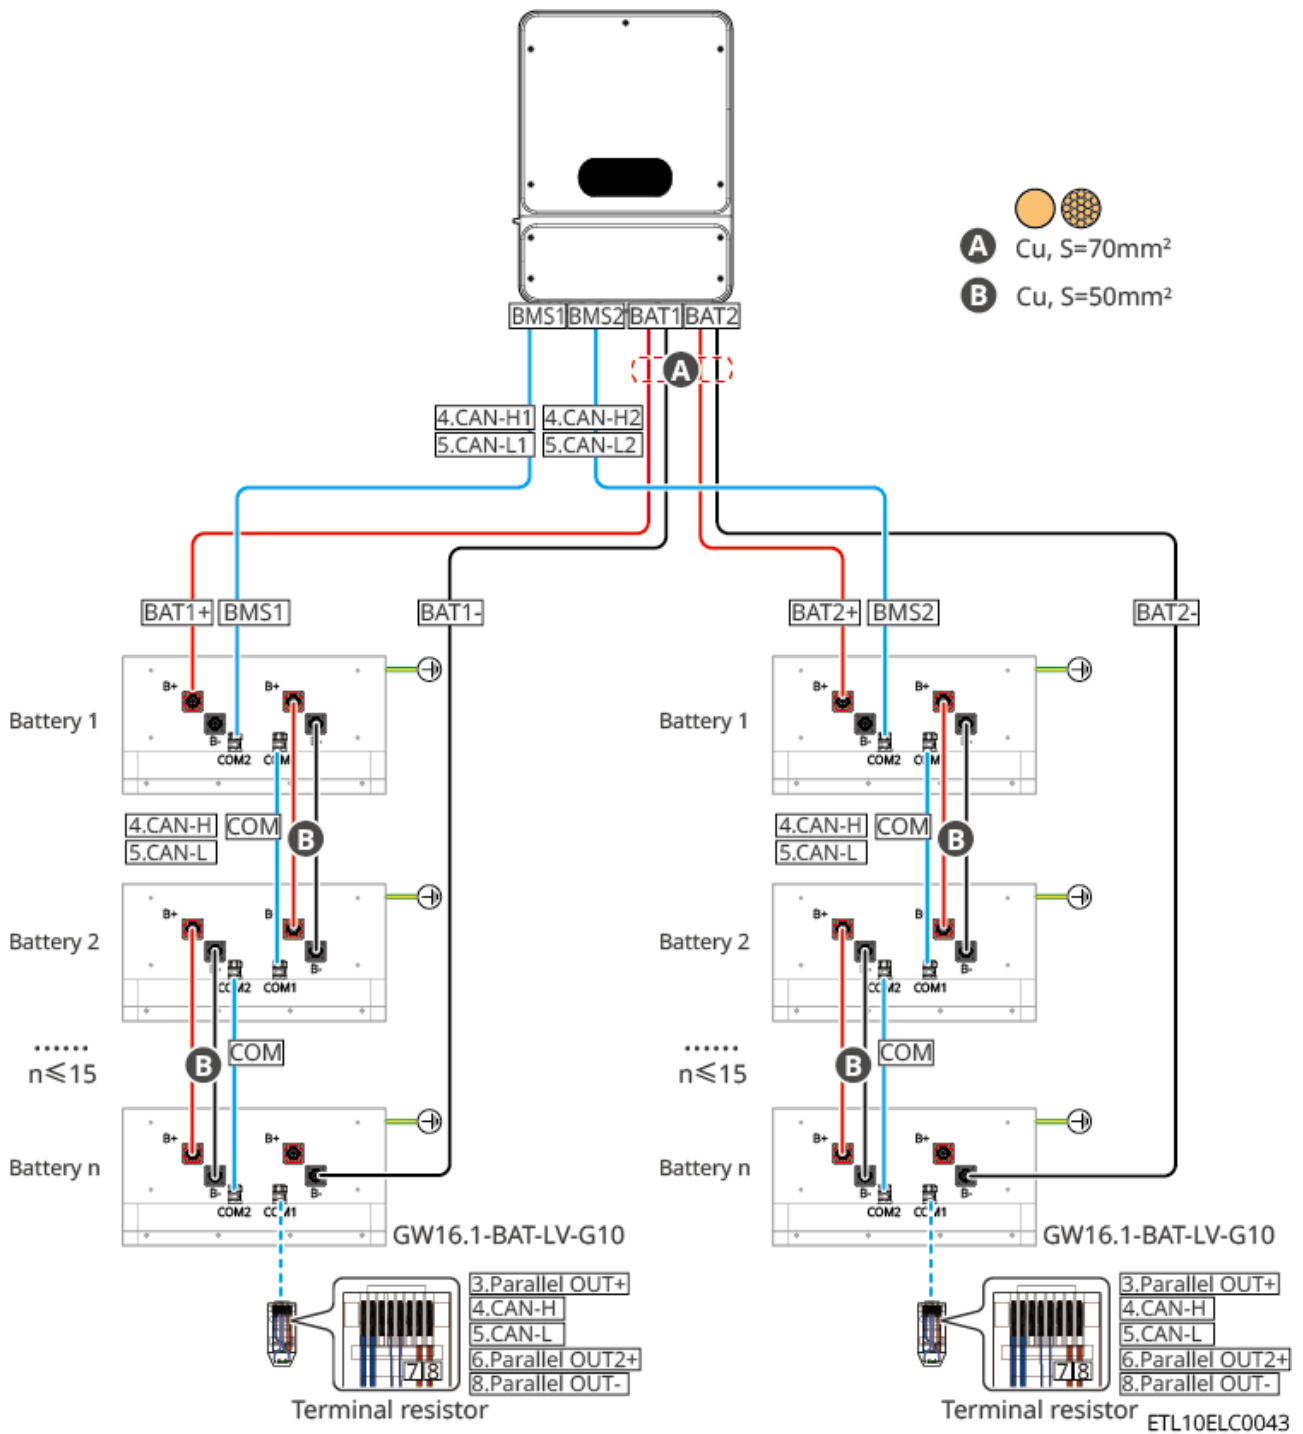 A Cu, S=70mm²
B Cu, S=50mm²
BMS1 BMS2 BAT1 BAT2
A
4.CAN-H1 4.CAN-H2
5.CAN-L1 5.CAN-L2
BAT1+ BMS1 BAT1- BAT2+ BMS2 BAT2-
B+ B+ B+ B+
Battery 1 Battery 1
B- B-
COM2 COM2
4.CAN-H COM B 4.CAN-H COM B
5.CAN-L 5.CAN-L
B+ B B+ B
Battery 2 Battery 2
B- B-
COM1 COM1
...... ......
B COM B COM
n≤15 n≤15
B+ B+ B+ B+
Battery n Battery n
B- B- B- B-
COM2 COM1 COM2 COM1
GW16.1-BAT-LV-G10 GW16.1-BAT-LV-G10
3.Parallel OUT+ 3.Parallel OUT+
4.CAN-H 4.CAN-H
5.CAN-L 5.CAN-L
7 8 6.Parallel OUT2+ 7 8 6.Parallel OUT2+
8.Parallel OUT- 8.Parallel OUT-
Terminal resistor Terminal resistor
ETL10ELC0043